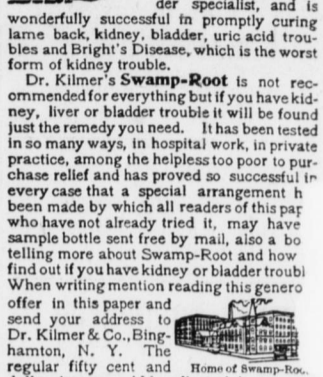 der specialist, and is
wonderfully successful in promptly curing
lame back, kidney, bladder, uric acid trou-
bles and Bright's Disease, which is the worst
form of kidney trouble.
Dr. Kilmer's Swamp-Root is not rec-
ommended for everything but if you have kid-
ney, liver or bladder trouble it will be found
just the remedy you need. It has been tested
in so many ways, in hospital work, in private
practice, among the helpless too poor to pur-
chase relief and has proved so successful in
every case that a special arrangement h
been made by which all readers of this pap
who have not already tried it, may have
sample bottle sent free by mail, also a bo
telling more about Swamp-Root and how
find out if you have kidney or bladder troubl
When writing mention reading this genero
offer in this paper and
send your address to
Dr. Kilmer & Co., Bing-
hamton, N. Y. The
regular fifty cent and
Home of Swamp-Roo